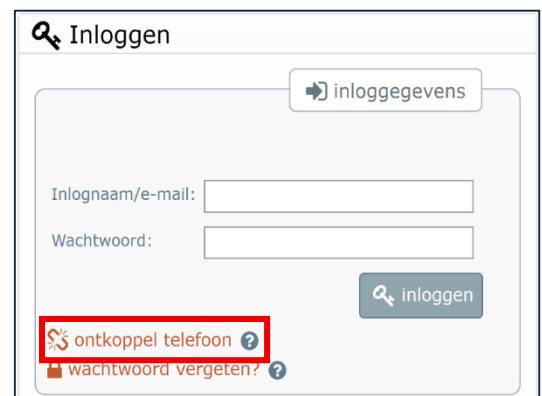 Inloggen
inloggegevens
Inlognaam/e-mail:
Wachtwoord:
inloggen
ontkoppel telefoon ?
wachtwoord vergeten? ?